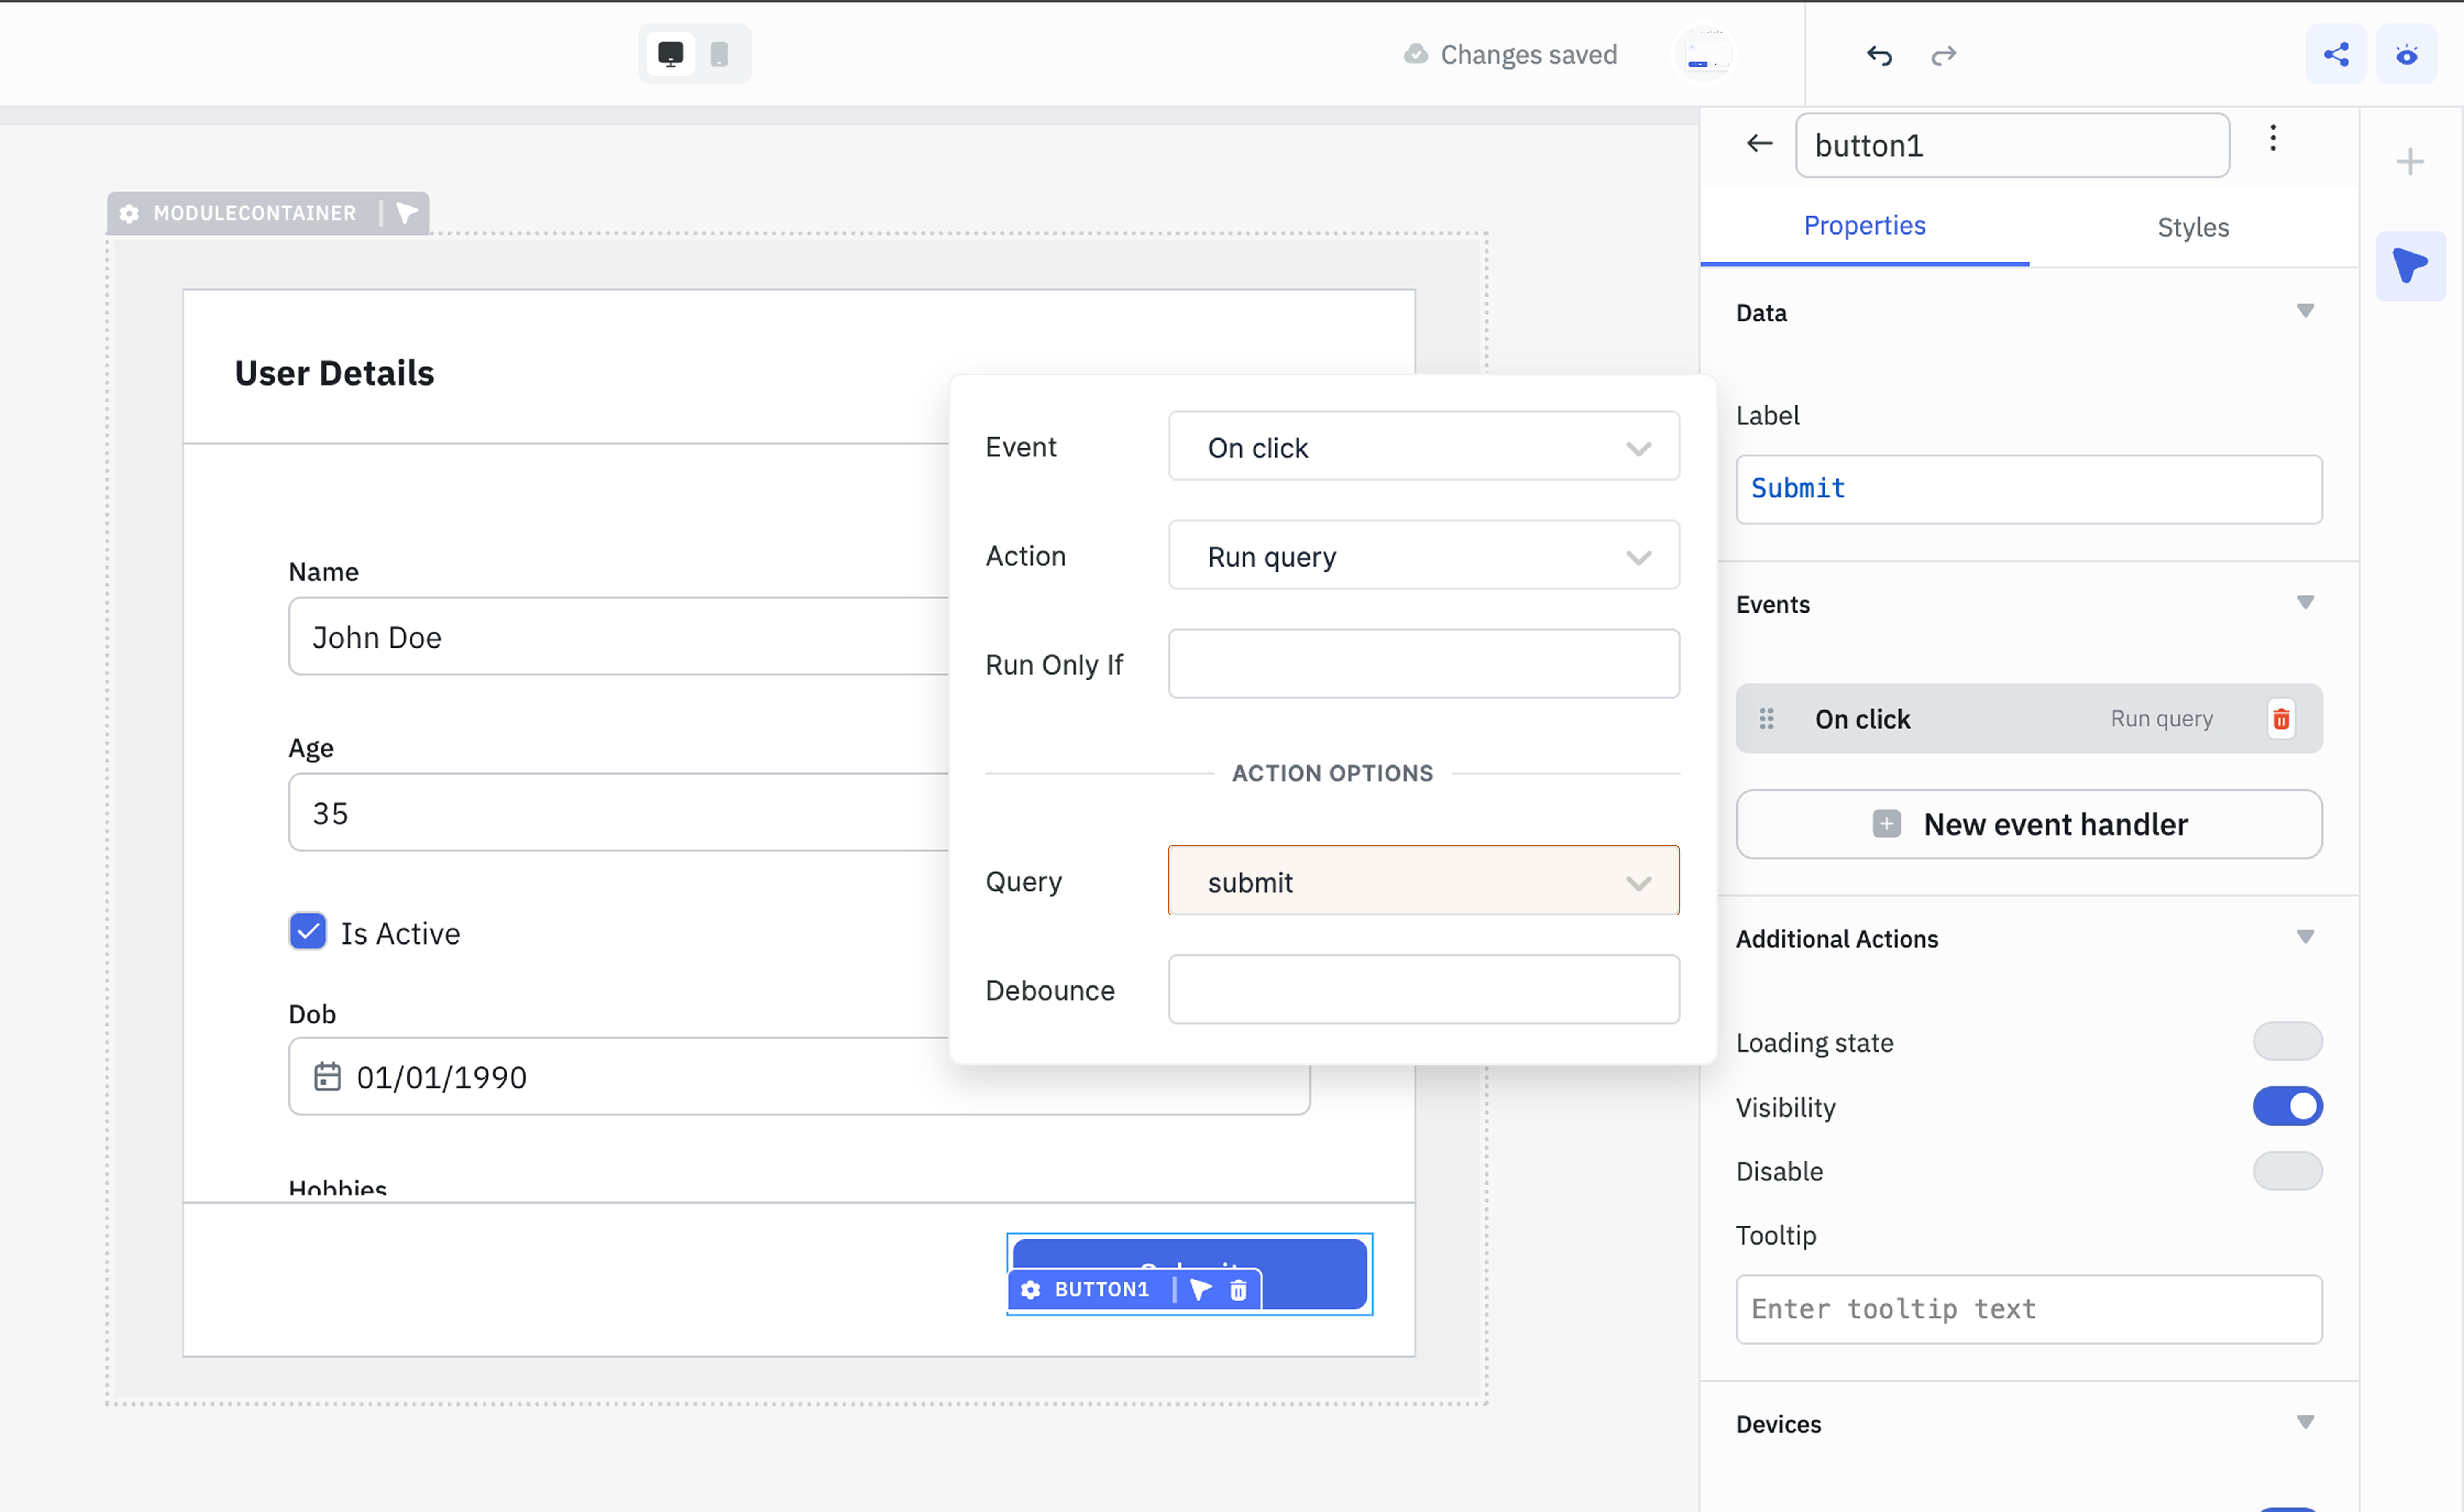 Changes saved
button1
Properties
Styles
MODULECONTAINER
Data
Label
Submit
User Details
Name
John Doe
Age
35
Is Active
Dob
01/01/1990
Hobbies
Submit
BUTTON1
Event
On click
Action
Run query
Run Only If
ACTION OPTIONS
Query
submit
Debounce
Events
On click
Run query
New event handler
Additional Actions
Loading state
Visibility
Disable
Tooltip
Enter tooltip text
Devices